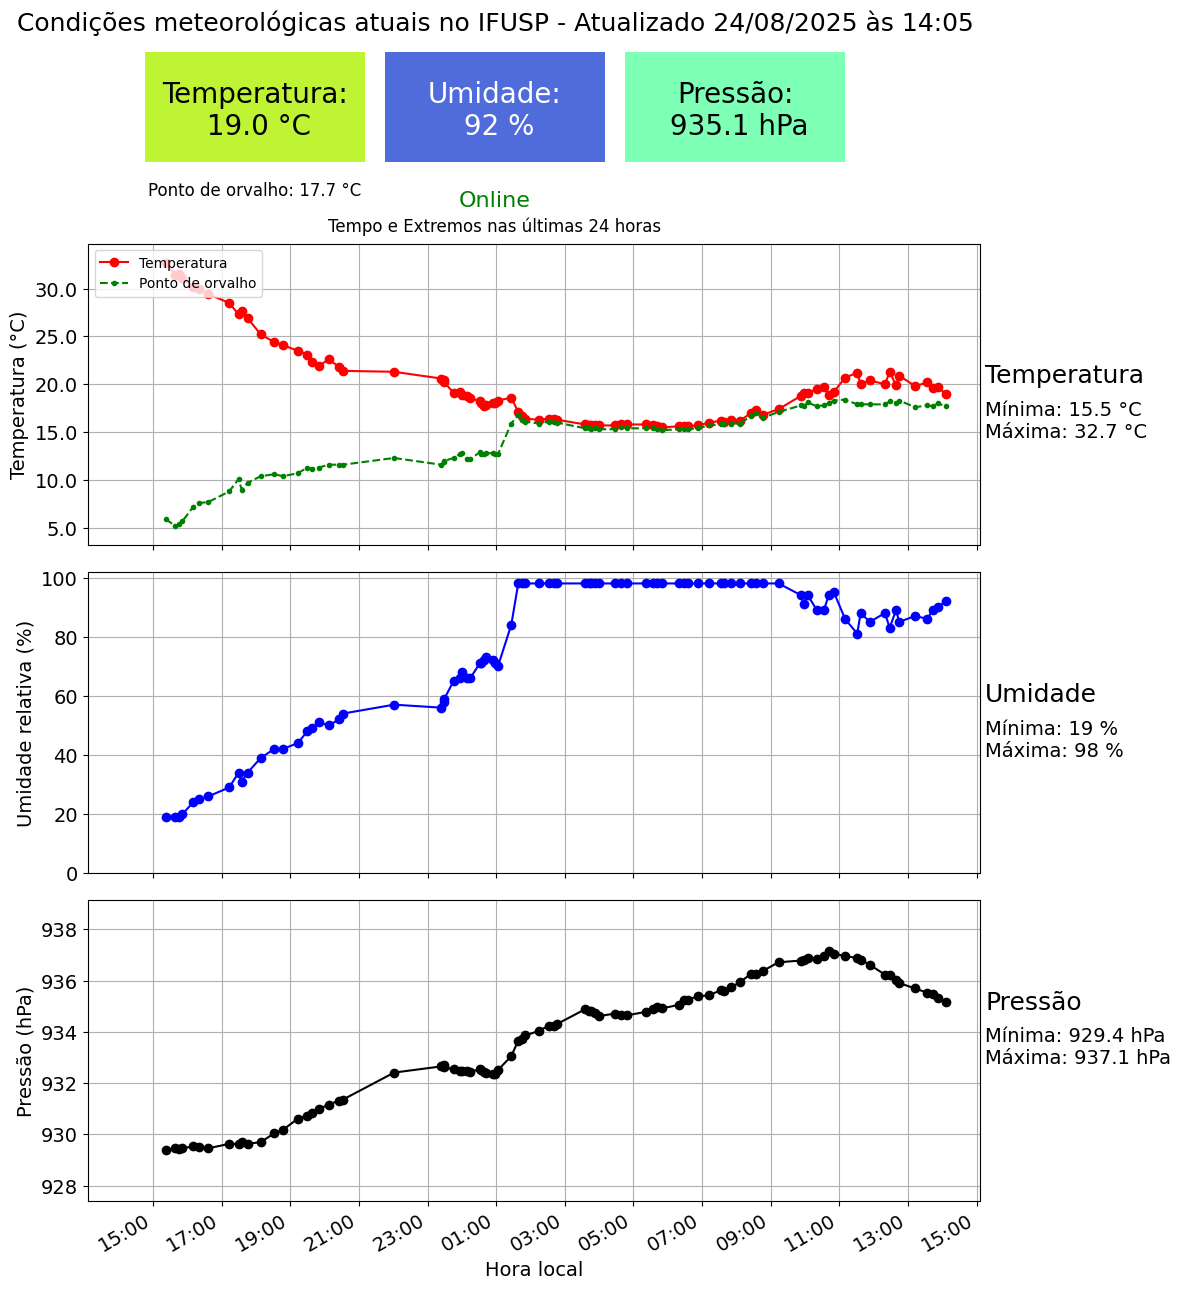 Condições meteorológicas atuais no IFUSP - Atualizado 24/08/2025 às 14:05
Temperatura:
19.0 °C
Umidade:
92 %
Pressão:
935.1 hPa
Ponto de orvalho: 17.7 °C
Online
Tempo e Extremos nas últimas 24 horas
Temperatura
Ponto de orvalho
Temperatura (°C)
30.0
25.0
20.0
15.0
10.0
5.0
Temperatura
Mínima: 15.5 °C
Máxima: 32.7 °C
Umidade relativa (%)
100
80
60
40
20
0
Umidade
Mínima: 19 %
Máxima: 98 %
Pressão (hPa)
938
936
934
932
930
928
Pressão
Mínima: 929.4 hPa
Máxima: 937.1 hPa
15:00 17:00 19:00 21:00 23:00 01:00 03:00 05:00 07:00 09:00 11:00 13:00 15:00
Hora local